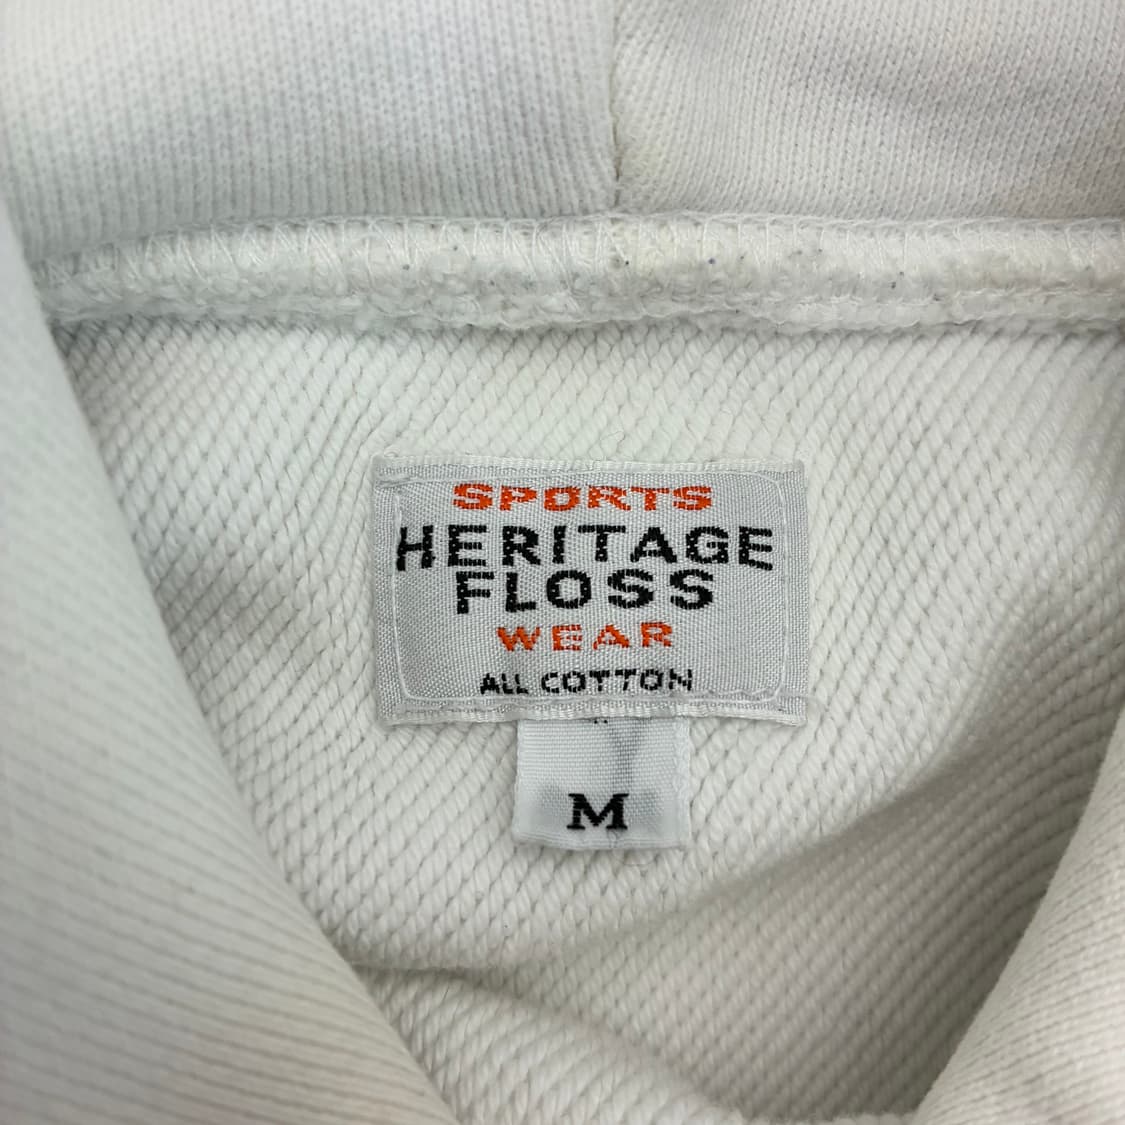 SPORTS
HERITAGE
FLOSS
WEAR
ALL COTTON
M